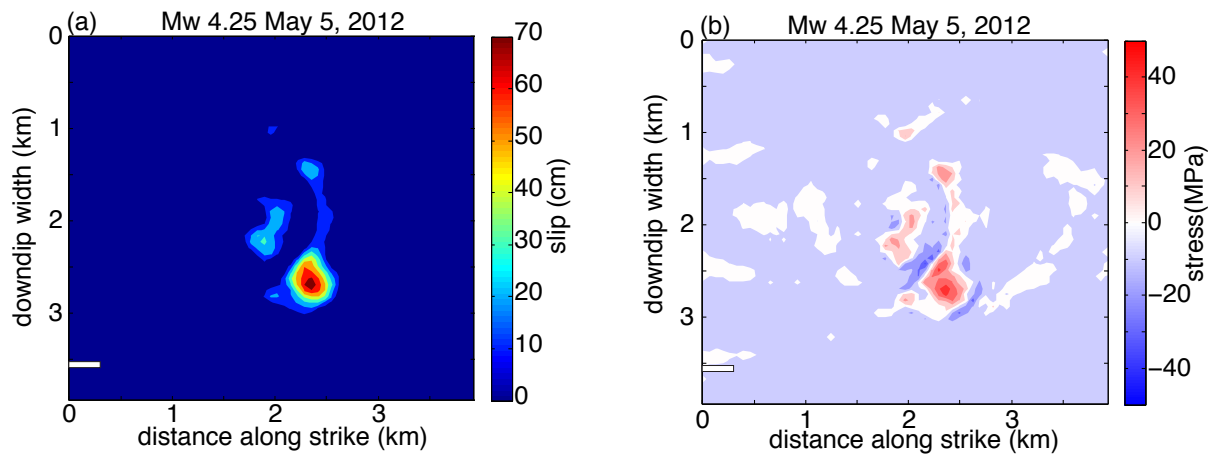 (a) Mw 4.25 May 5, 2012
0
1
2
3
downdip width (km)
0 1 2 3
distance along strike (km)
70
60
50
40
30
20
10
0
slip (cm)
(b) Mw 4.25 May 5, 2012
0
1
2
3
downdip width (km)
0 1 2 3
distance along strike (km)
40
20
0
−20
−40
stress(MPa)